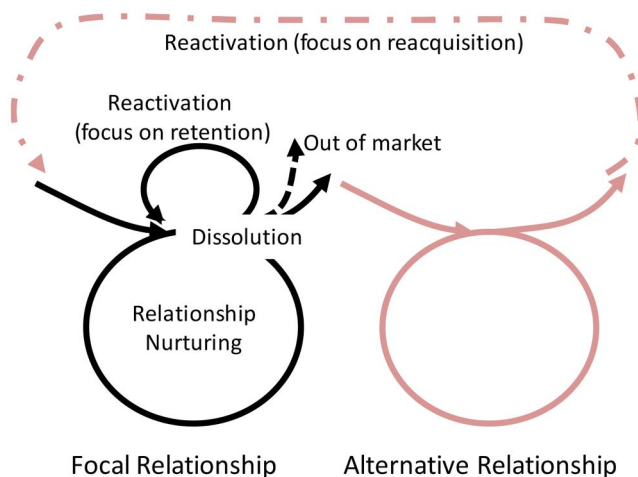 Reactivation (focus on reacquisition)
Reactivation
(focus on retention)
Out of market
Dissolution
Relationship
Nurturing
Focal Relationship
Alternative Relationship